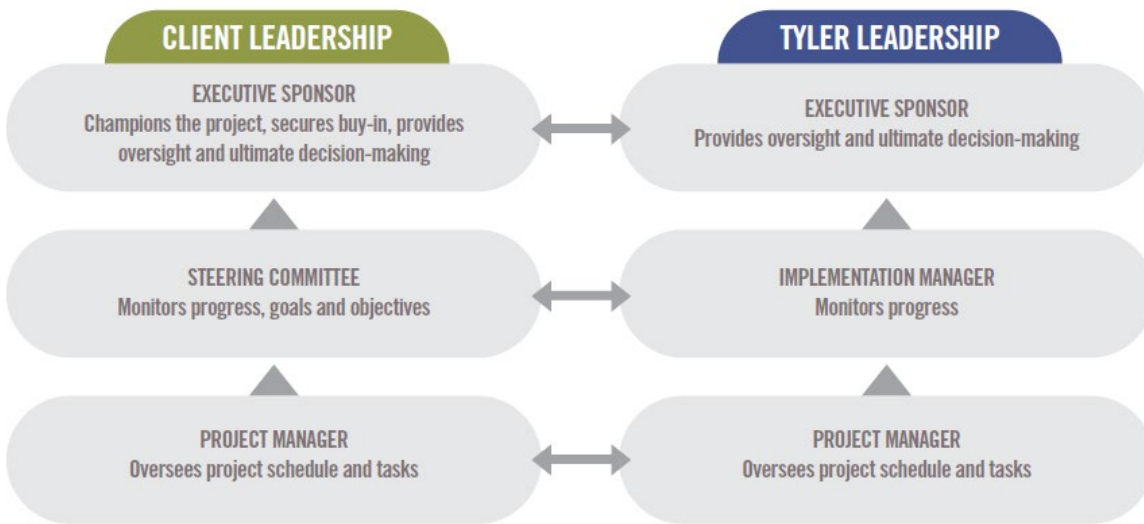 CLIENT LEADERSHIP
EXECUTIVE SPONSOR
Champions the project, secures buy-in, provides
oversight and ultimate decision-making
STEERING COMMITTEE
Monitors progress, goals and objectives
PROJECT MANAGER
Oversees project schedule and tasks
TYLER LEADERSHIP
EXECUTIVE SPONSOR
Provides oversight and ultimate decision-making
IMPLEMENTATION MANAGER
Monitors progress
PROJECT MANAGER
Oversees project schedule and tasks